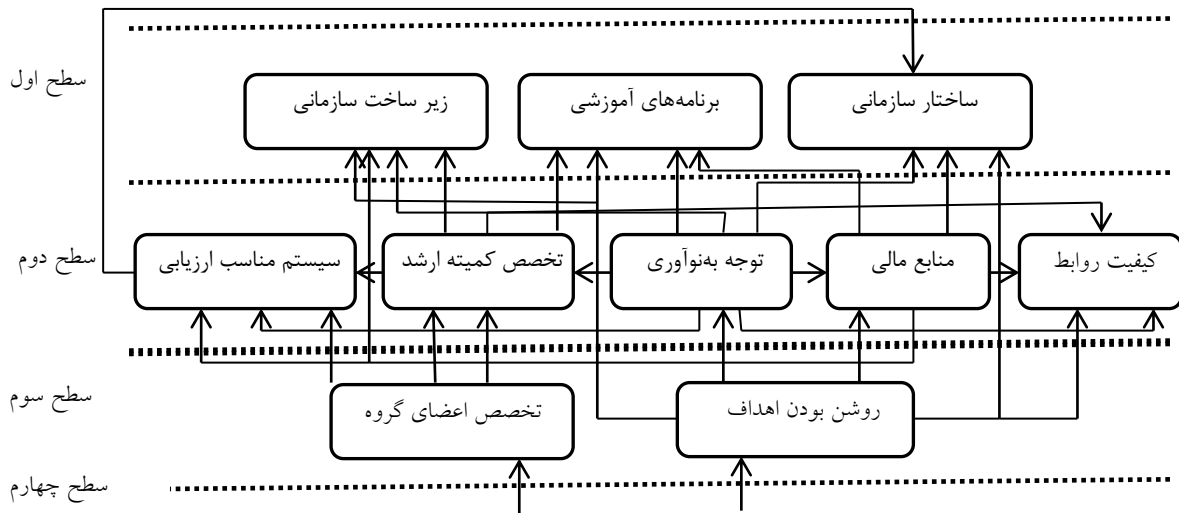 سطح اول
ساختار سازمانی
برنامه‌های آموزشی
زیر ساخت سازمانی
سطح دوم
کیفیت روابط
منابع مالی
توجه به‌نوآوری
تخصص کمیته ارشد
سیستم مناسب ارزیابی
سطح سوم
روشن بودن اهداف
تخصص اعضای گروه
سطح چهارم